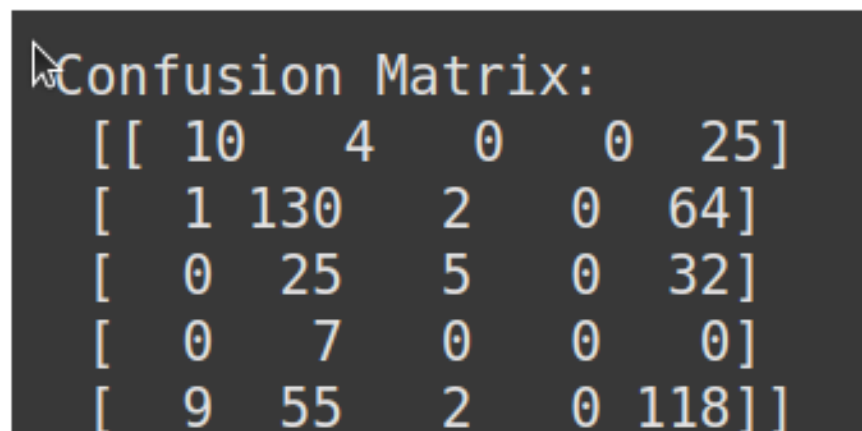 Confusion Matrix:
[[ 10   4   0   0  25]
[  1 130   2   0  64]
[  0  25   5   0  32]
[  0   7   0   0   0]
[  9  55   2   0 118]]